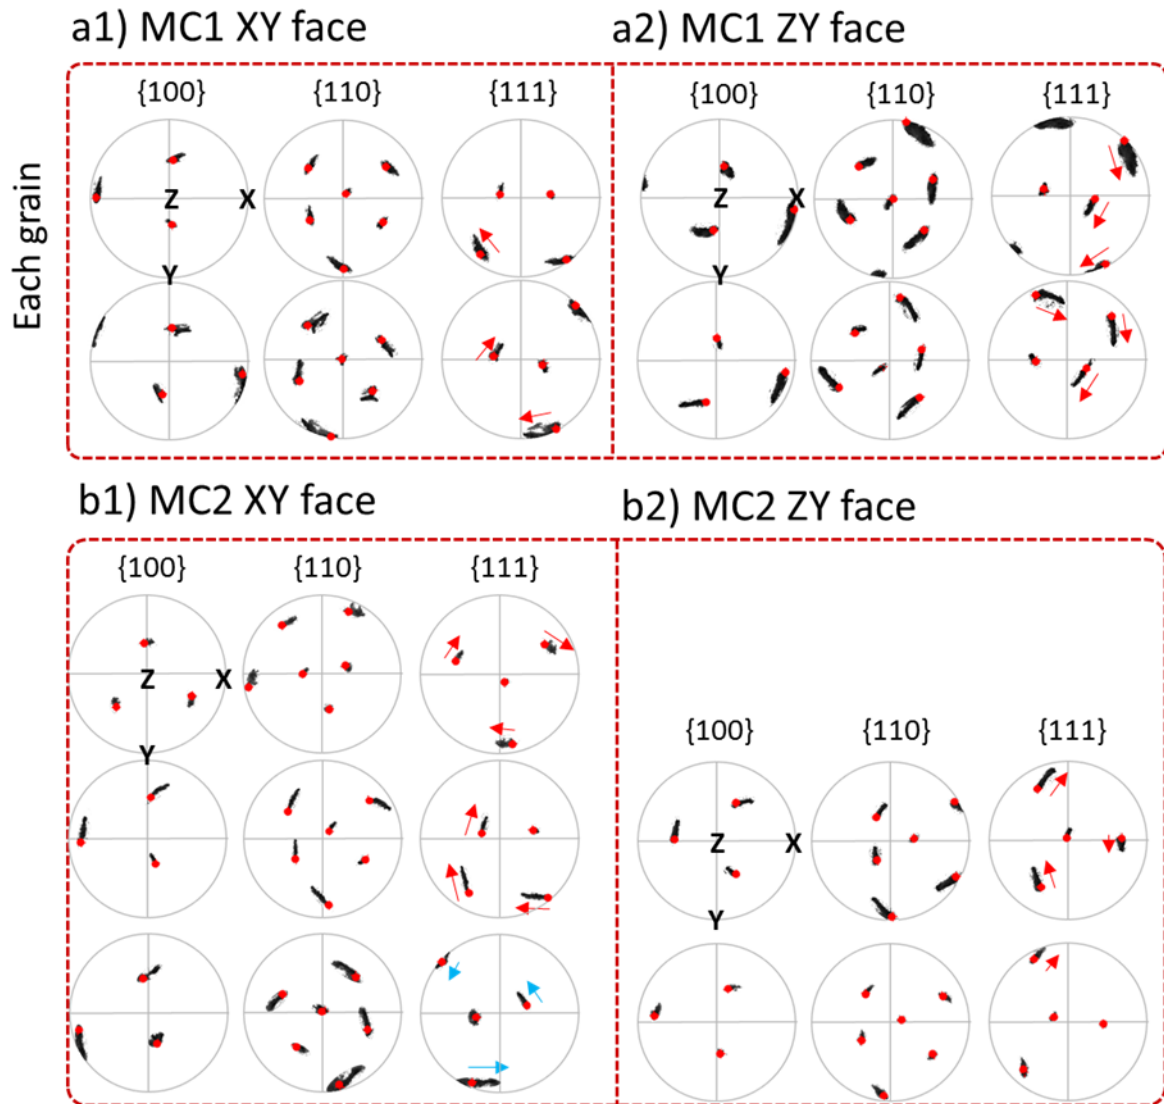 a1) MC1 XY face
a2) MC1 ZY face
{100} {110} {111}
{100} {110} {111}
Each grain
Z X
Y
Z X
Y
b1) MC2 XY face
b2) MC2 ZY face
{100} {110} {111}
Z X
Y
{100} {110} {111}
Z X
Y